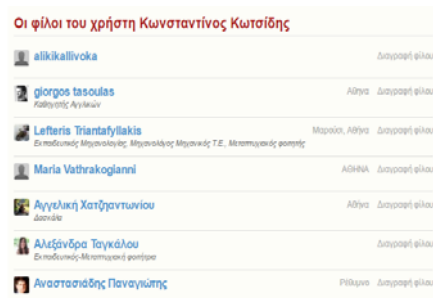 Οι φίλοι του χρήστη Κωνσταντίνος Κωτσίδης
alikikallivoka Διαγραφή φίλου
giorgos tasoulas Αθηνα Διαγραφή φίλου
Καθηγητής Αγγλικών
Lefteris Triantafyllakis Μαρούσι, Αθήνα Διαγραφή φίλου
Εκπαιδευτικός Μηχανολογίας, Μηχανολόγος Μηχανικός Τ.Ε., Μεταπτυχιακός φοιτητής
Maria Vathrakogianni ΑΘΗΝΑ Διαγραφή φίλου
Αγγελική Χατζηαντωνίου Αθήνα Διαγραφή φίλου
Δασκάλα
Αλεξάνδρα Ταγκάλου Διαγραφή φίλου
Εκπαιδευτικός-Μεταπτυχιακή φοιτήτρια
Αναστασιάδης Παναγιώτης Ρέθυμνο Διαγραφή φίλου